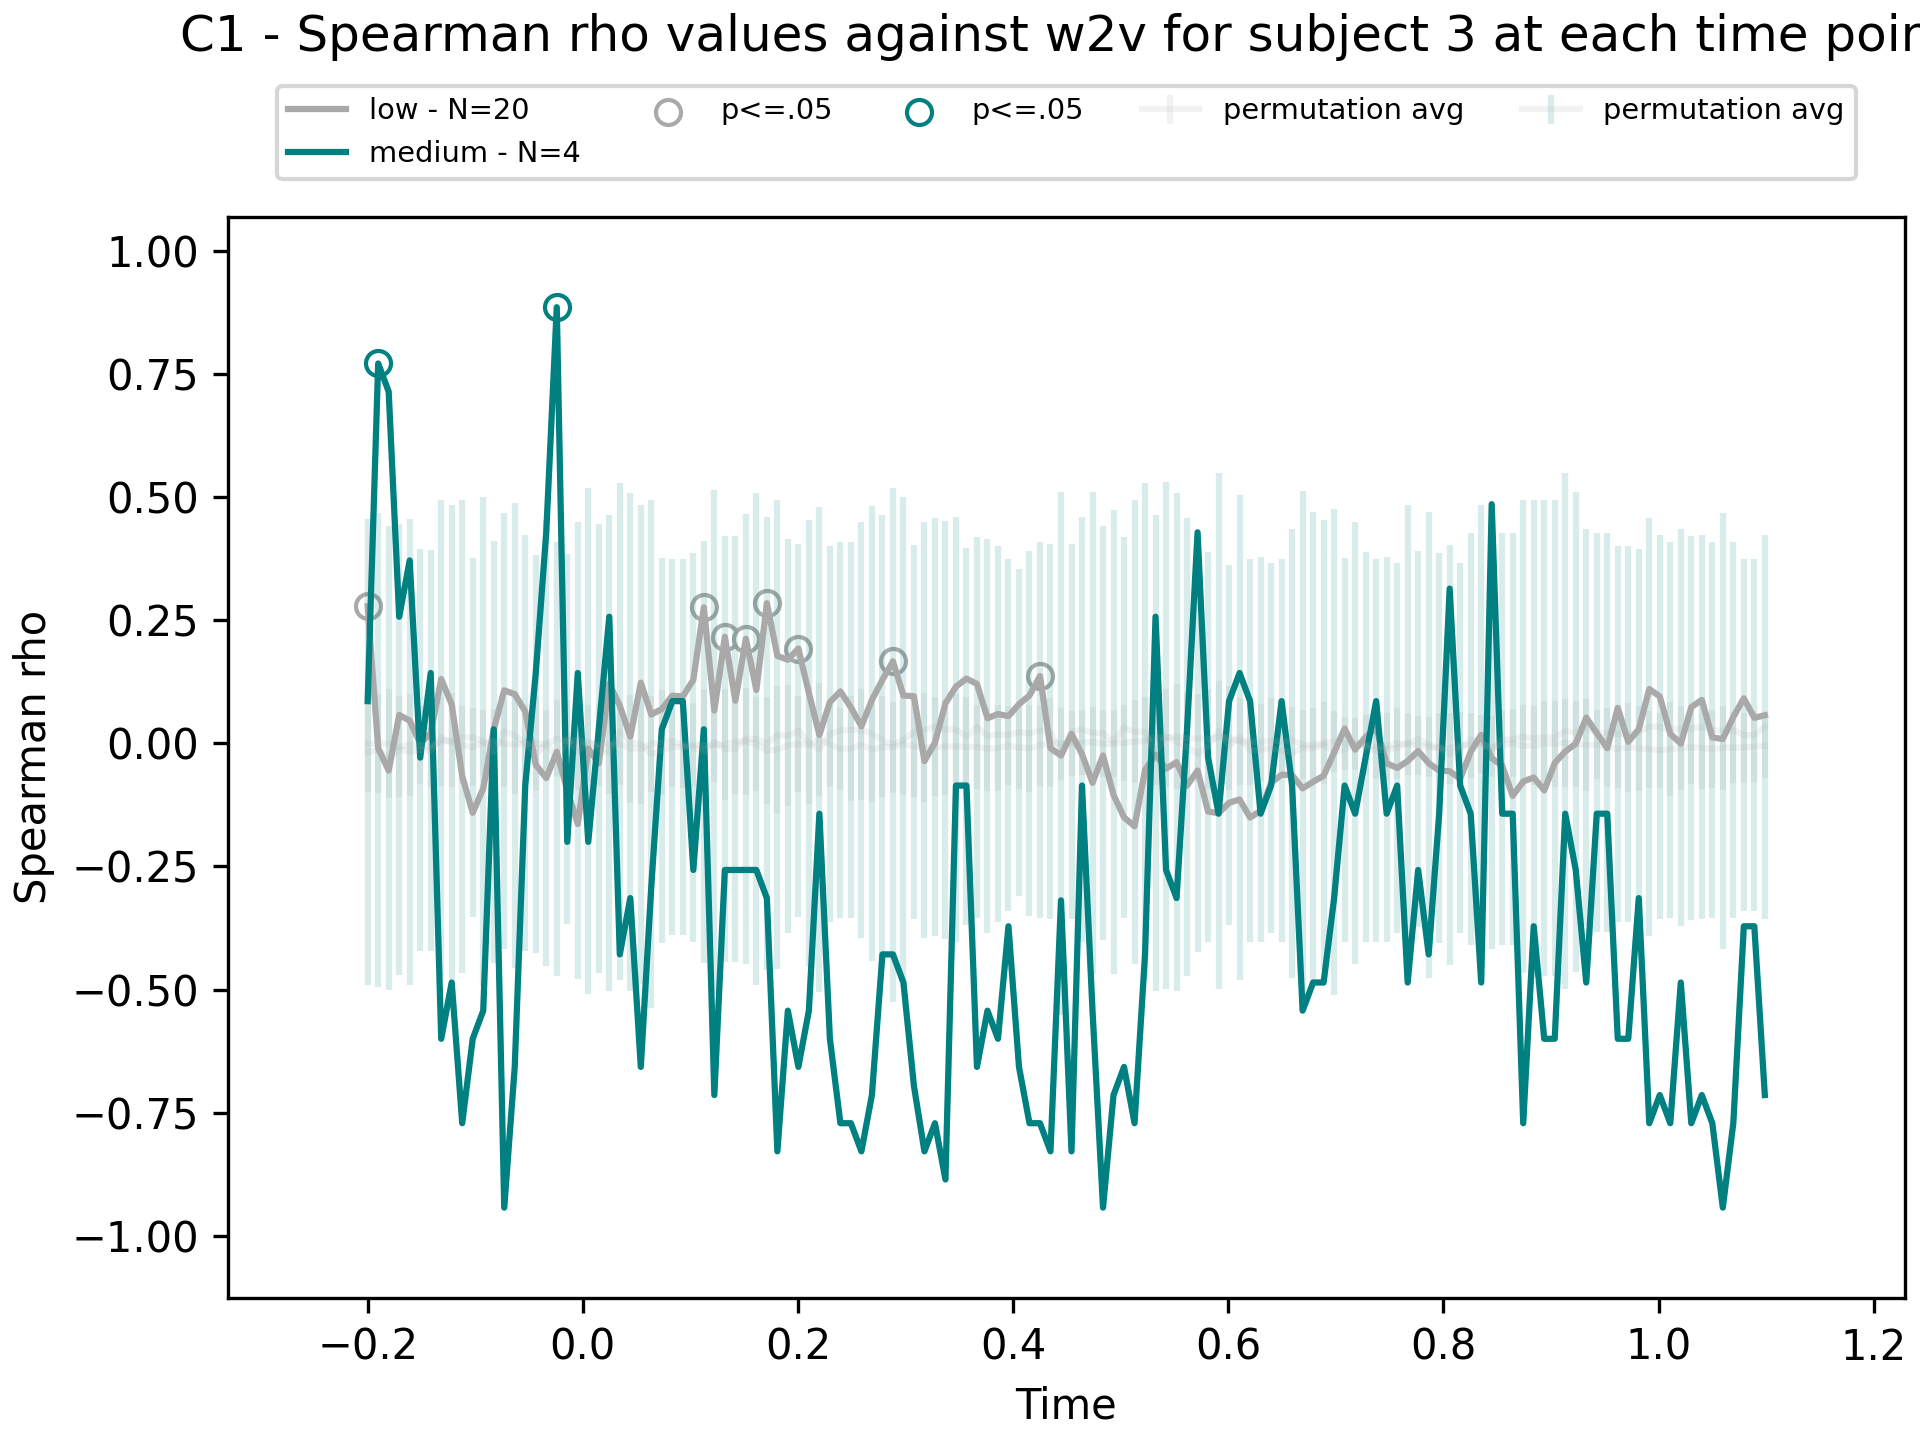 C1 - Spearman rho values against w2v for subject 3 at each time
low - N=20 p<=.05 p<=.05 permutation avg permutation avg
medium - N=4
1.00
0.75
0.50
0.25
0.00
−0.25
−0.50
−0.75
−1.00
Spearman rho
−0.2 0.0 0.2 0.4 0.6 0.8 1.0 1.2
Time